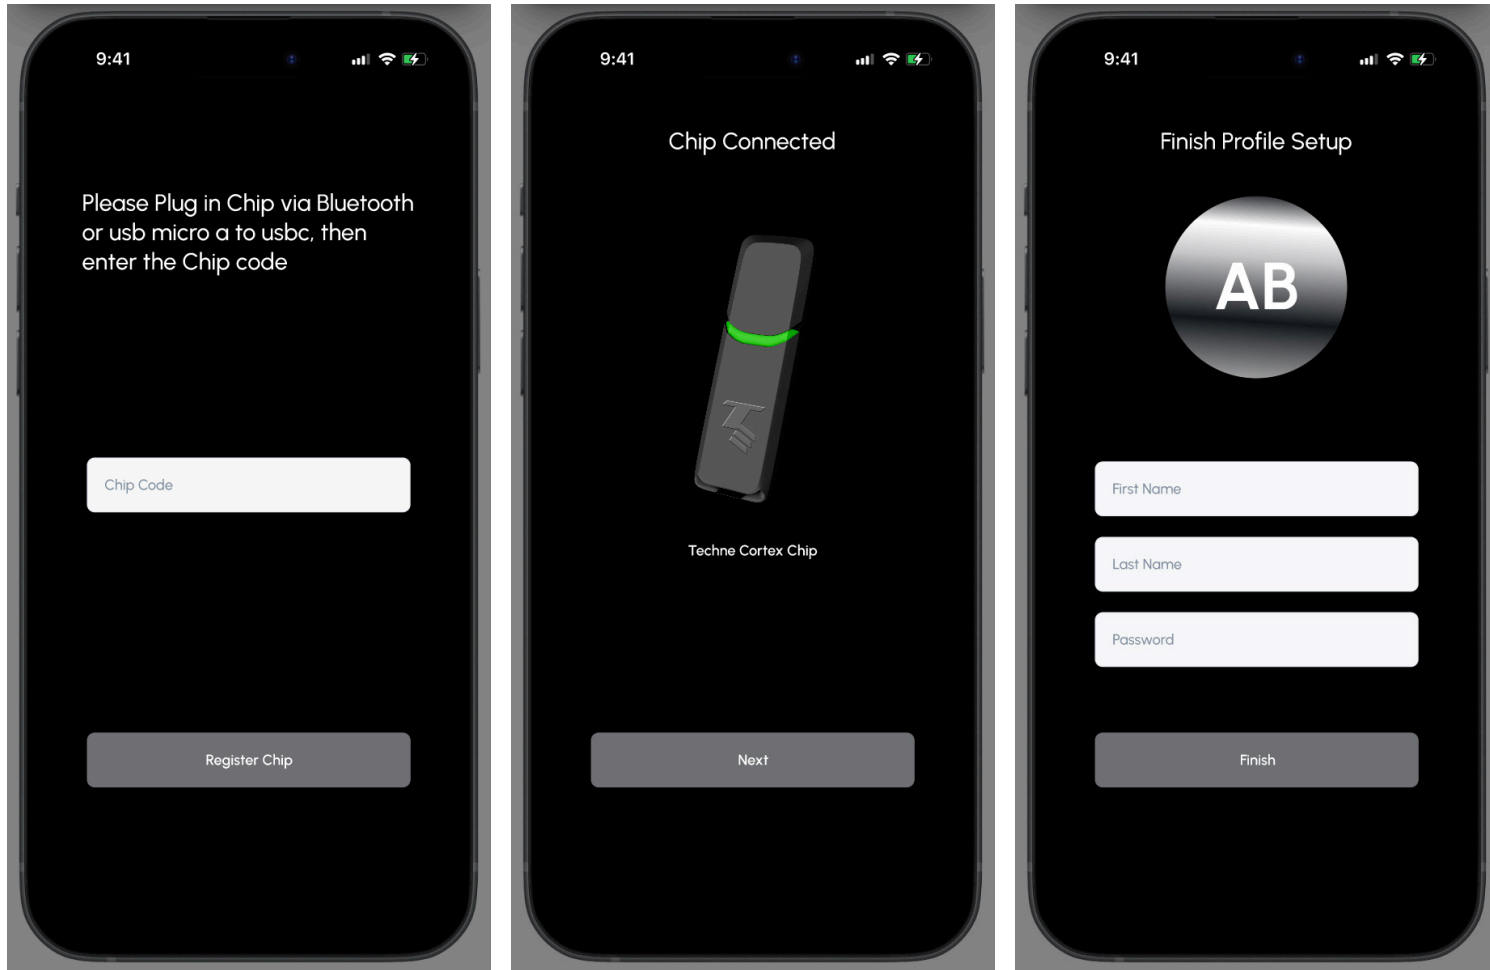 9:41
Please Plug in Chip via Bluetooth
or usb micro a to usbc, then
enter the Chip code
Chip Code
Register Chip
9:41
Chip Connected
Techne Cortex Chip
Next
9:41
Finish Profile Setup
AB
First Name
Last Name
Password
Finish